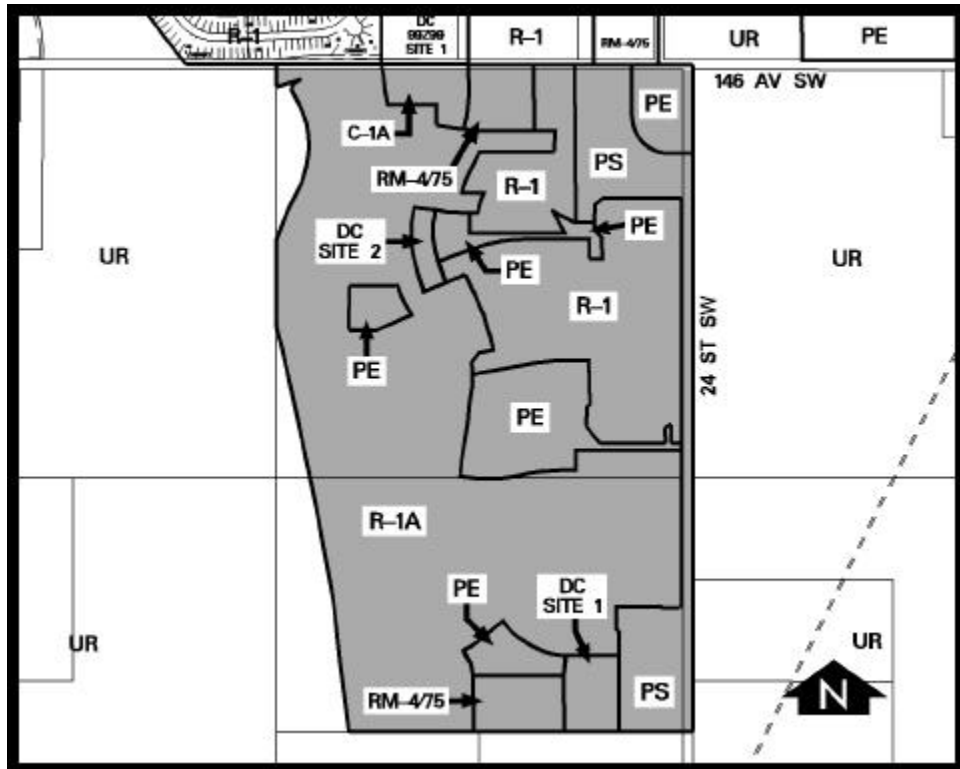 R-1
DC
99Z99
SITE 1
R-1
RM-4/75
UR
PE
146 AV SW
C-1A
PE
RM-4/75
PS
R-1
DC
SITE 2
PE
UR
PE
UR
R-1
PE
24 ST SW
PE
R-1A
PE
DC
SITE 1
UR
UR
RM-4/75
PS
N